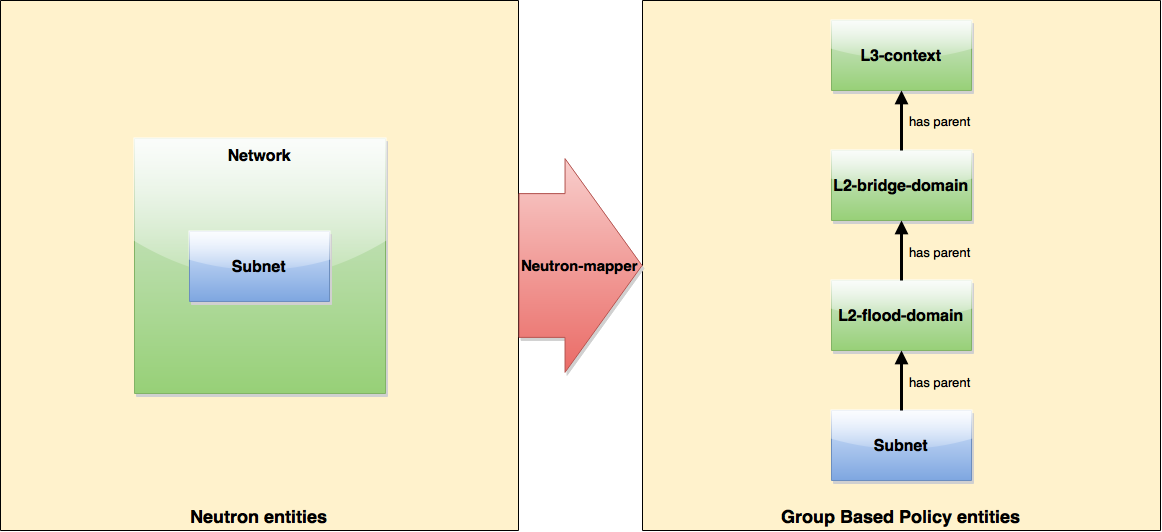 Network
Subnet
Neutron entities
Neutron-mapper
L3-context
has parent
L2-bridge-domain
has parent
L2-flood-domain
has parent
Subnet
Group Based Policy entities